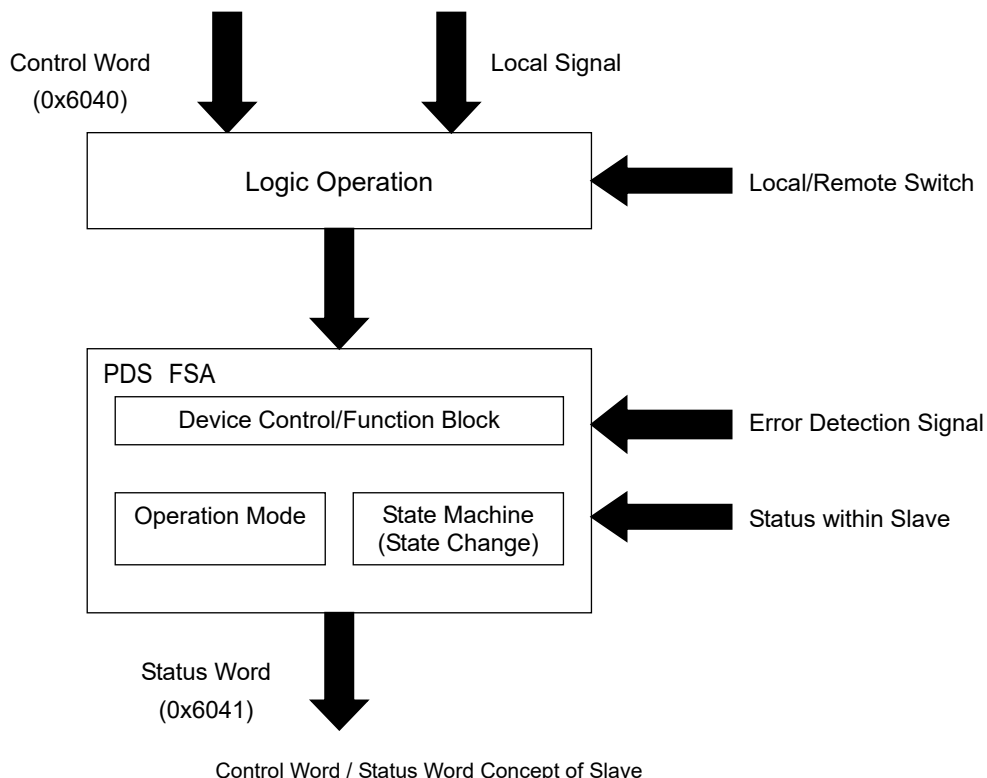 Control Word
(0x6040)
Local Signal
Logic Operation
Local/Remote Switch
PDS FSA
Device Control/Function Block
Error Detection Signal
Operation Mode
State Machine
(State Change)
Status within Slave
Status Word
(0x6041)
Control Word / Status Word Concept of Slave